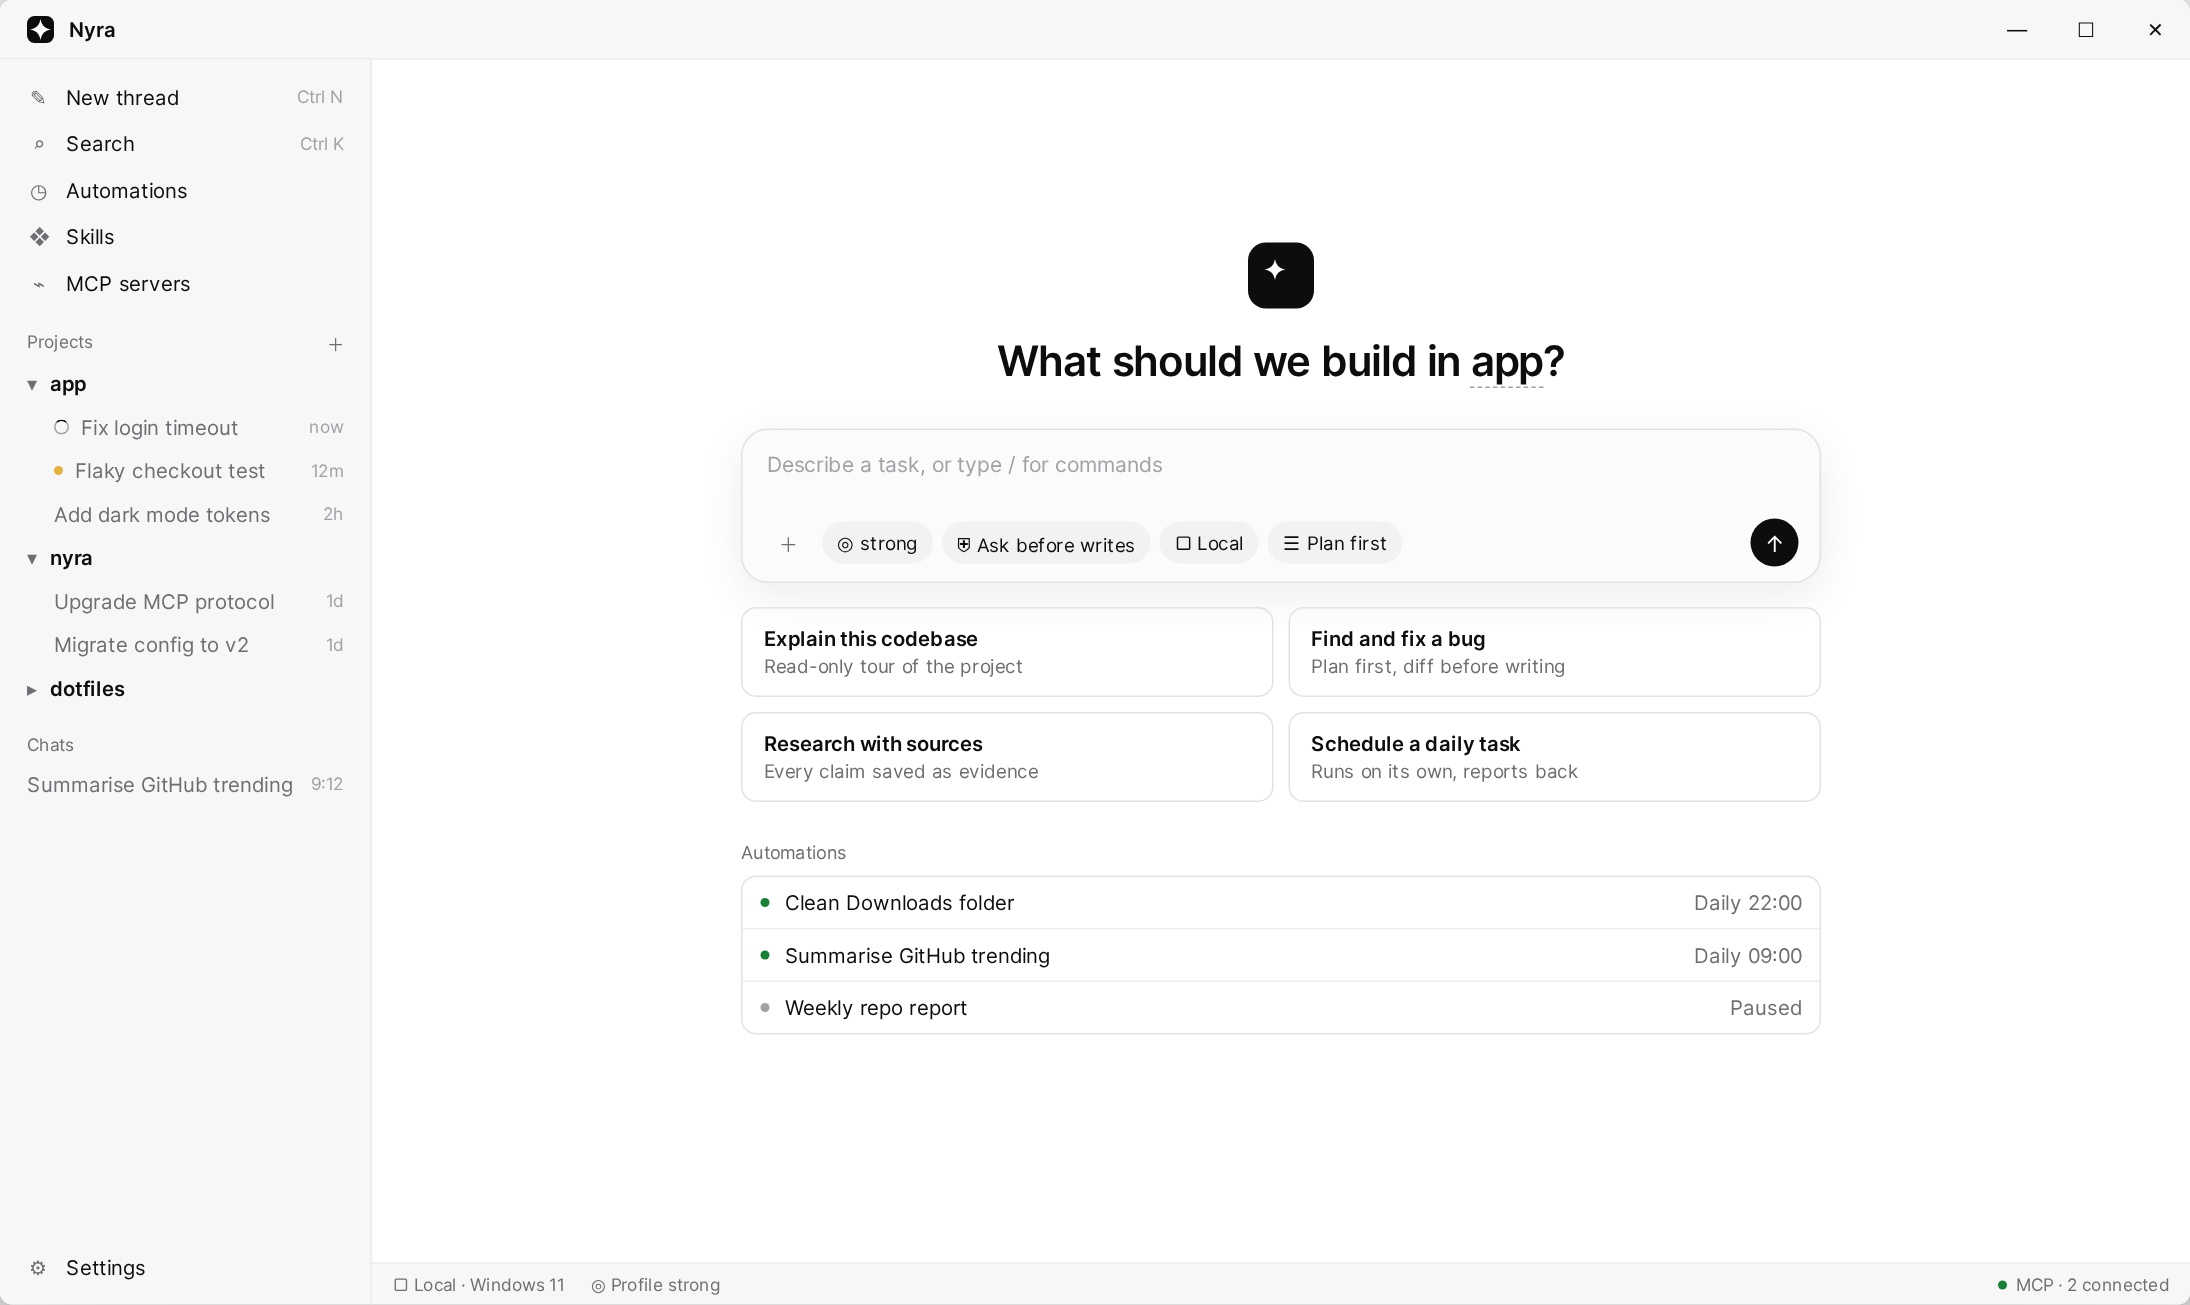 Nyra
New thread Ctrl N
Search Ctrl K
Automations
Skills
MCP servers
Projects
app
Fix login timeout now
Flaky checkout test 12m
Add dark mode tokens 2h
nyra
Upgrade MCP protocol 1d
Migrate config to v2 1d
dotfiles
Chats
Summarise GitHub trending 9:12
Settings
What should we build in app?
Describe a task, or type / for commands
strong Ask before writes Local Plan first
Explain this codebase
Read-only tour of the project
Find and fix a bug
Plan first, diff before writing
Research with sources
Every claim saved as evidence
Schedule a daily task
Runs on its own, reports back
Automations
Clean Downloads folder Daily 22:00
Summarise GitHub trending Daily 09:00
Weekly repo report Paused
Local · Windows 11 Profile strong MCP · 2 connected